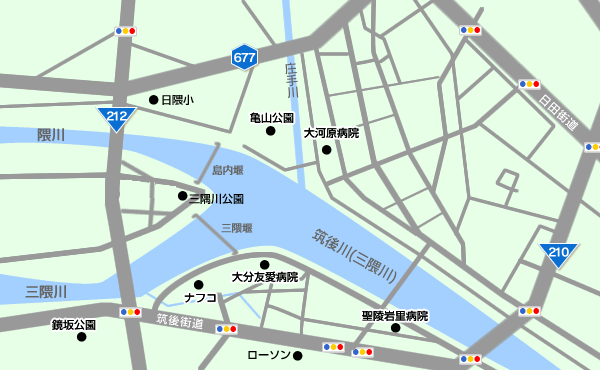 677
庄手川
212
日隈小
日田街道
亀山公園
大河原病院
隈川
島内堰
三隅川公園
三隈堰
筑後川(三隈川)
210
大分友愛病院
三隈川
ナフコ
聖陵岩里病院
筑後街道
鏡坂公園
ローソン